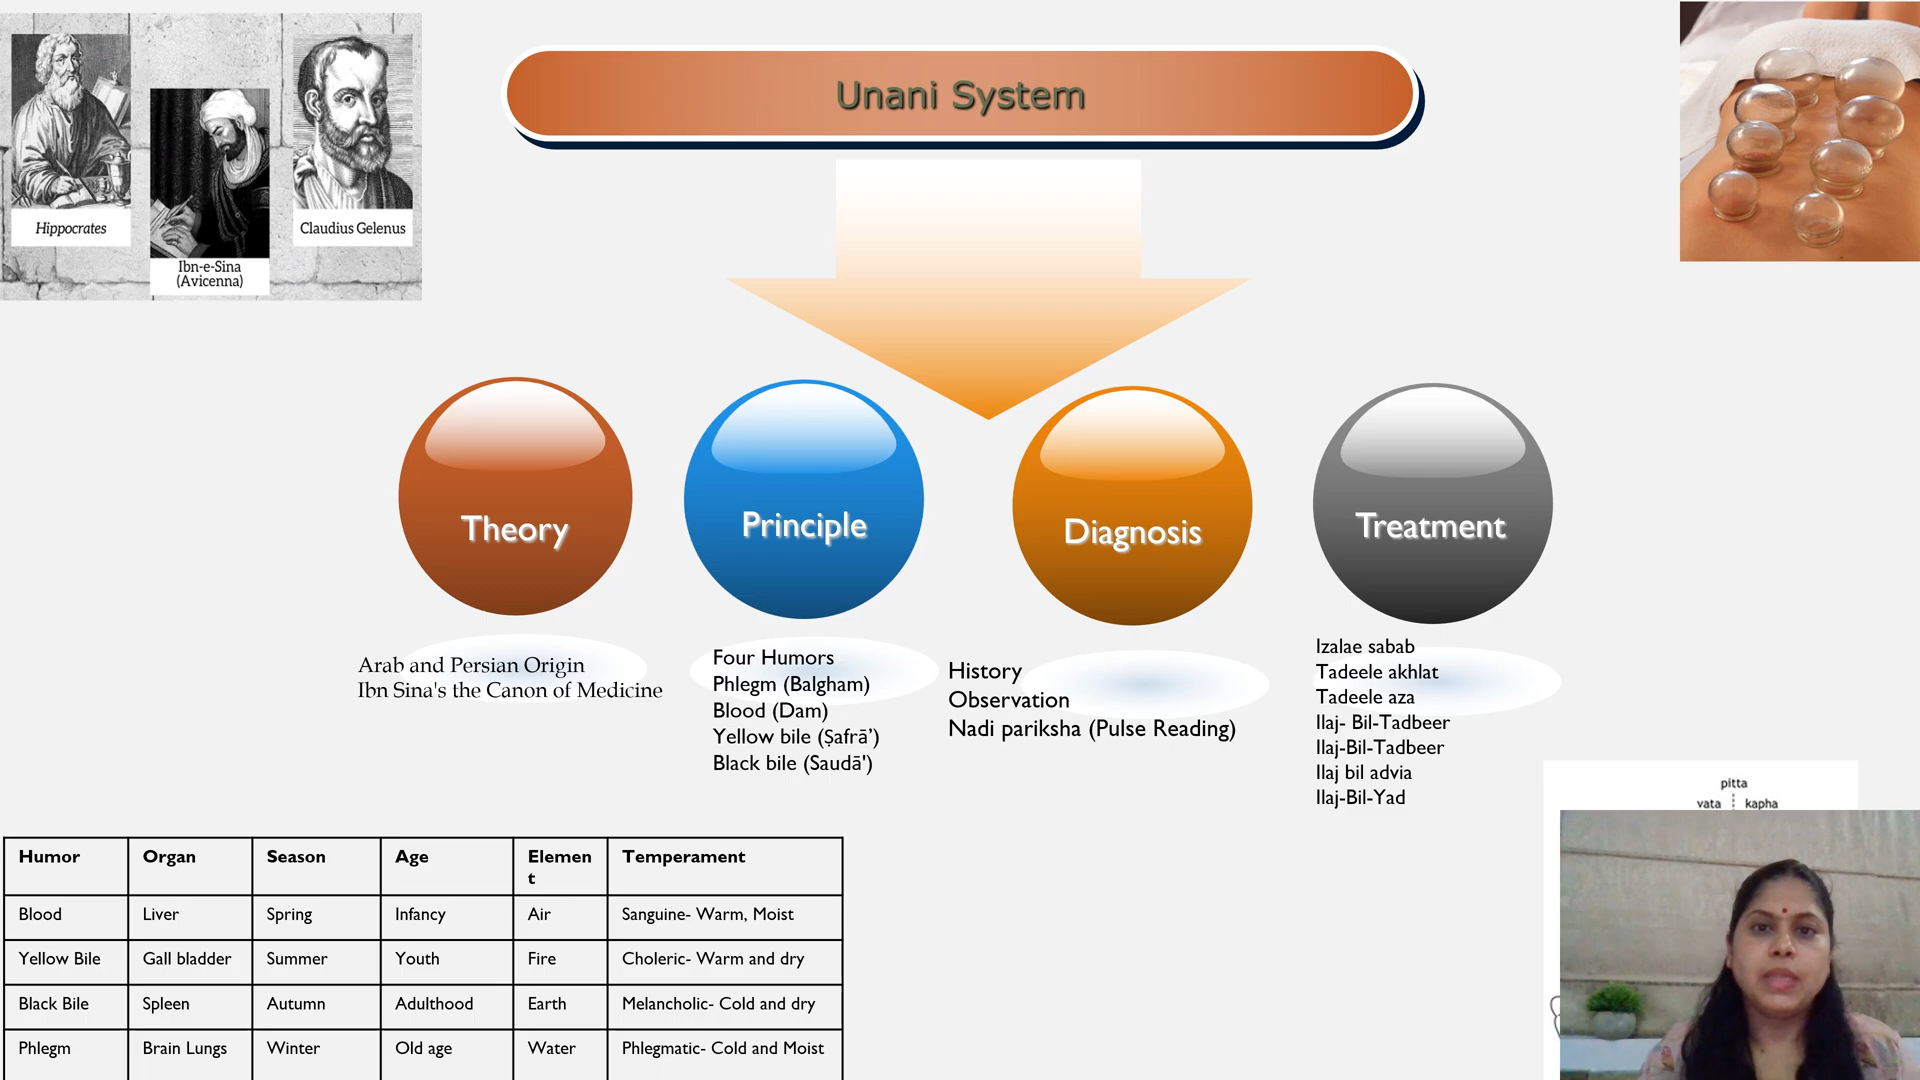 Unani System
Hippocrates
Ibn-e-Sina
(Avicenna)
Claudius Gelenus
Theory
Principle
Diagnosis
Treatment
Arab and Persian Origin
Ibn Sina's the Canon of Medicine
Four Humors
Phlegm (Balgham)
Blood (Dam)
Yellow bile (Ṣafrā’)
Black bile (Saudā')
History
Observation
Nadi pariksha (Pulse Reading)
Izalae sabab
Tadeele akhlat
Tadeele aza
Ilaj- Bil-Tadbeer
Ilaj-Bil-Tadbeer
Ilaj bil advia
Ilaj-Bil-Yad
pitta
vata kapha
Humor Organ Season Age Element Temperament
Blood Liver Spring Infancy Air Sanguine- Warm, Moist
Yellow Bile Gall bladder Summer Youth Fire Choleric- Warm and dry
Black Bile Spleen Autumn Adulthood Earth Melancholic- Cold and dry
Phlegm Brain Lungs Winter Old age Water Phlegmatic- Cold and Moist